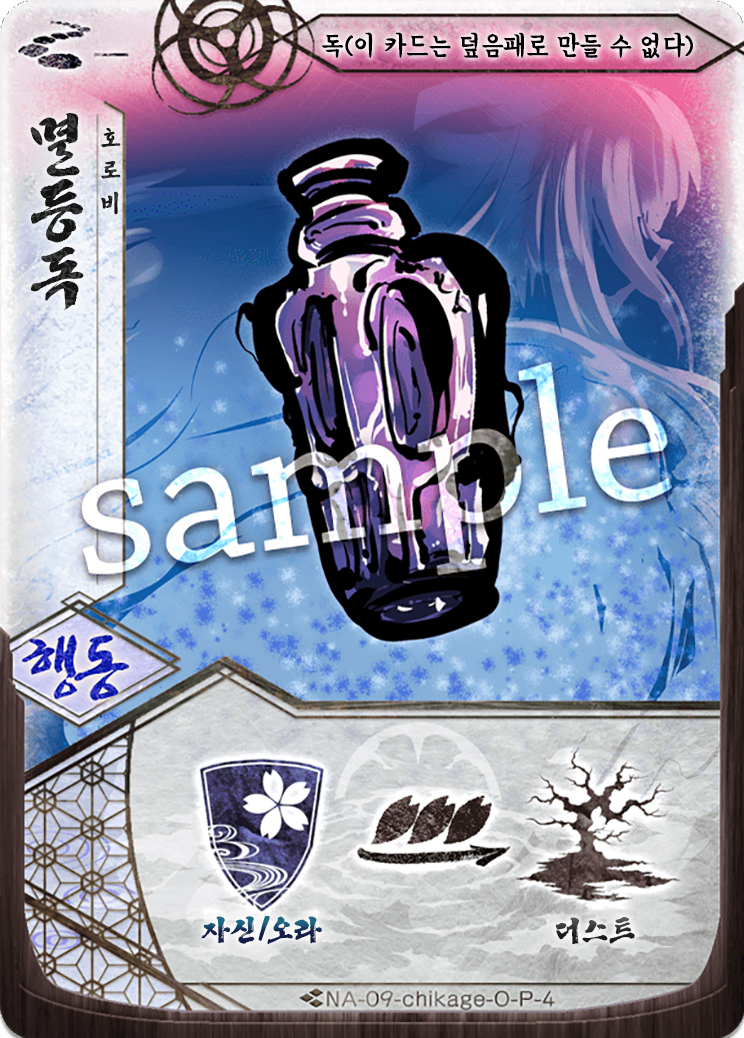 독(이 카드는 덮음패로 만들 수 없다)
멸등독
호로비
sample
행동
자신/오라
더스트
NA-09-chikage-O-P-4